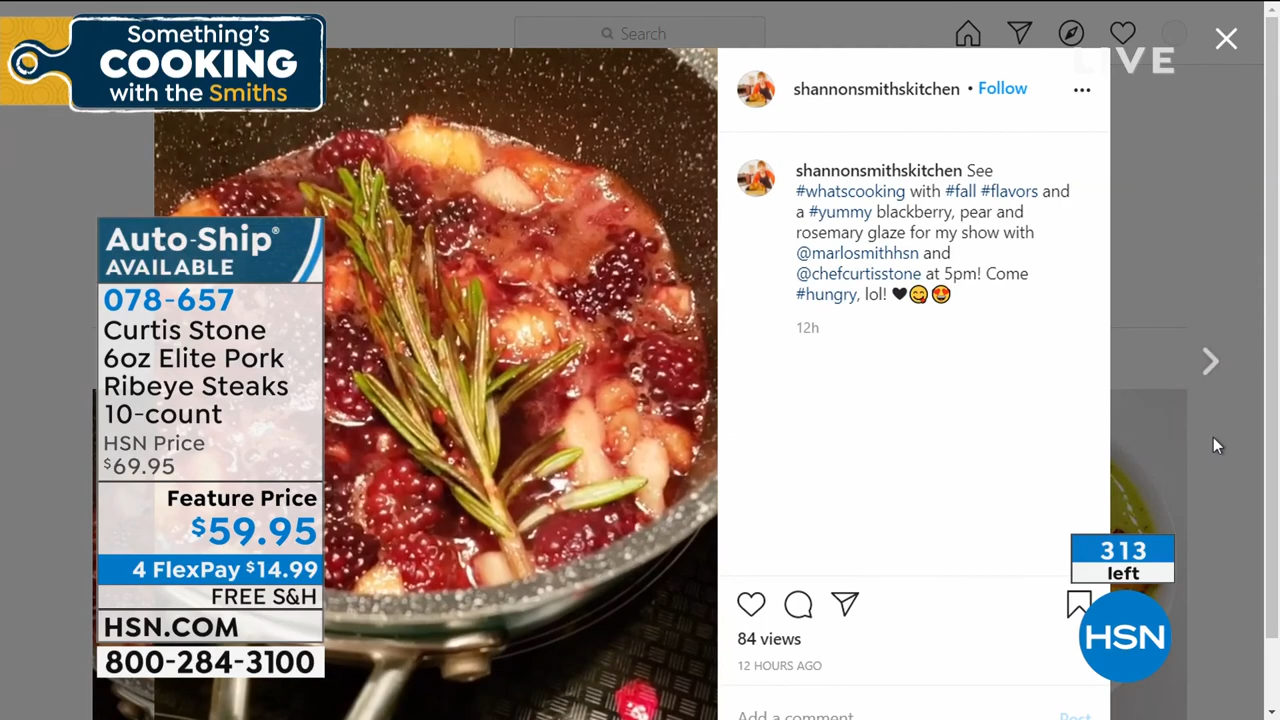 Something's
COOKING
with the Smiths
Search
LIVE
Auto-Ship®
AVAILABLE
078-657
Curtis Stone
6oz Elite Pork
Ribeye Steaks
10-count
HSN Price
$69.95
Feature Price
$59.95
4 FlexPay $14.99
FREE S&H
HSN.COM
800-284-3100
shannonsmithskitchen • Follow
shannonsmithskitchen See
#whatscooking with #fall #flavors and
a #yummy blackberry, pear and
rosemary glaze for my show with
@marlosmithhsn and
@chefcurtisstone at 5pm! Come
#hungry, lol! 🖤😋😍
12h
84 views
12 HOURS AGO
Add a comment
Post
313
left
HSN